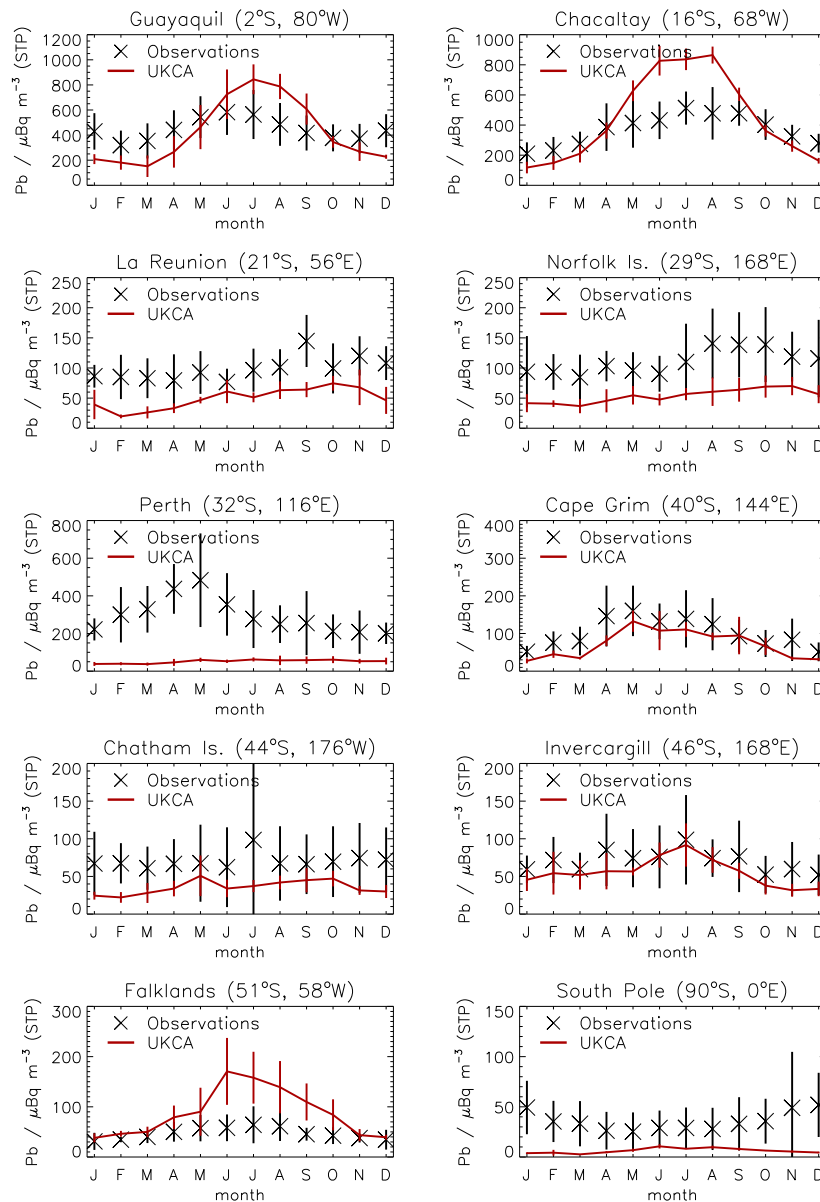 Guayaquil (2°S, 80°W)
1200
1000
800
600
400
200
0
Pb / μBq m⁻³ (STP)
Observations
UKCA
J F M A M J J A S O N D
month
Chacaltay (16°S, 68°W)
1000
800
600
400
200
0
Pb / μBq m⁻³ (STP)
Observations
UKCA
J F M A M J J A S O N D
month
La Reunion (21°S, 56°E)
250
200
150
100
50
0
Pb / μBq m⁻³ (STP)
Observations
UKCA
J F M A M J J A S O N D
month
Norfolk Is. (29°S, 168°E)
250
200
150
100
50
0
Pb / μBq m⁻³ (STP)
Observations
UKCA
J F M A M J J A S O N D
month
Perth (32°S, 116°E)
800
600
400
200
0
Pb / μBq m⁻³ (STP)
Observations
UKCA
J F M A M J J A S O N D
month
Cape Grim (40°S, 144°E)
400
300
200
100
0
Pb / μBq m⁻³ (STP)
Observations
UKCA
J F M A M J J A S O N D
month
Chatham Is. (44°S, 176°W)
200
150
100
50
0
Pb / μBq m⁻³ (STP)
Observations
UKCA
J F M A M J J A S O N D
month
Invercargill (46°S, 168°E)
200
150
100
50
0
Pb / μBq m⁻³ (STP)
Observations
UKCA
J F M A M J J A S O N D
month
Falklands (51°S, 58°W)
300
200
100
0
Pb / μBq m⁻³ (STP)
Observations
UKCA
J F M A M J J A S O N D
month
South Pole (90°S, 0°E)
150
100
50
0
Pb / μBq m⁻³ (STP)
Observations
UKCA
J F M A M J J A S O N D
month